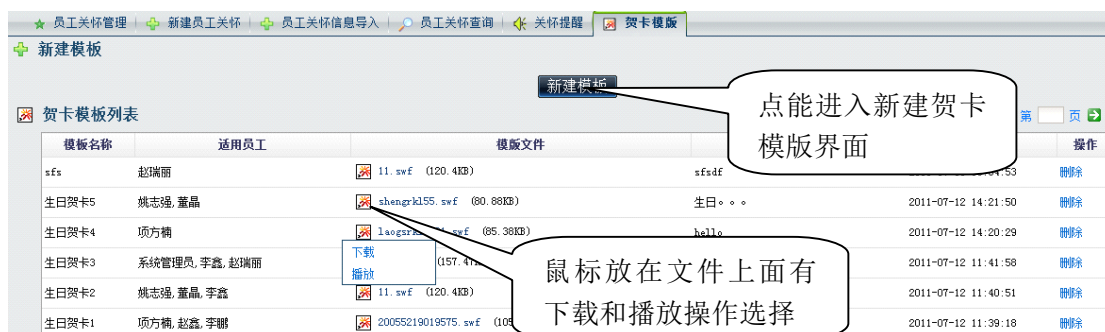 员工关怀管理 新建员工关怀 员工关怀信息导入 员工关怀查询 关怀提醒 贺卡模版
新建模板
新建模板
点能进入新建贺卡
模版界面
贺卡模板列表
第 页
模板名称 适用员工 模版文件 操作
sfs 赵瑞丽 11.swf (120.4KB) sfsdf 删除
生日贺卡5 姚志强,董晶 shengrkl55.swf (80.88KB) 生日。。。 2011-07-12 14:21:50 删除
生日贺卡4 项方楠 (85.38KB) hello 2011-07-12 14:20:29 删除
下载
播放
生日贺卡3 系统管理员,李鑫,赵瑞丽 2011-07-12 11:41:58 删除
鼠标放在文件上面有
下载和播放操作选择
生日贺卡2 姚志强,董晶,李鑫 11.swf (120.4KB) 2011-07-12 11:40:51 删除
生日贺卡1 项方楠,赵鑫,李鹏 20055219019575.swf 2011-07-12 11:39:18 删除